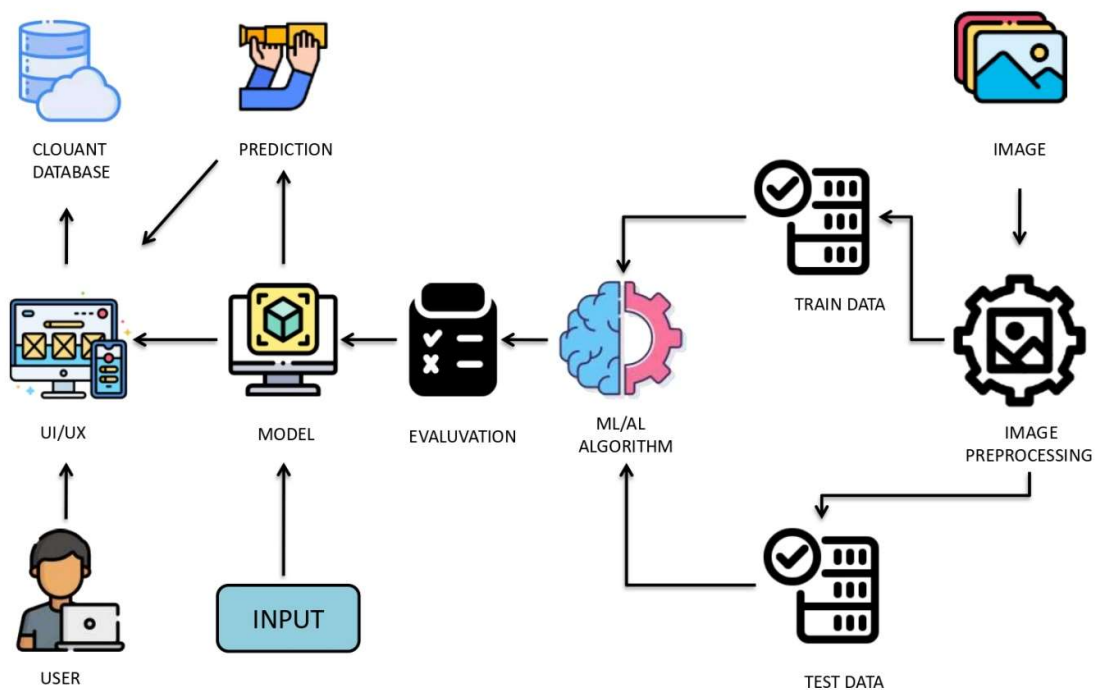 CLOUANT
DATABASE
PREDICTION
IMAGE
TRAIN DATA
UI/UX
MODEL
EVALUVATION
ML/AL
ALGORITHM
IMAGE
PREPROCESSING
INPUT
USER
TEST DATA